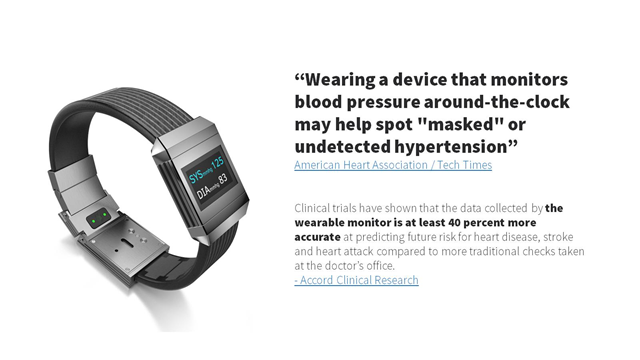 “Wearing a device that monitors
blood pressure around-the-clock
may help spot "masked" or
undetected hypertension”
American Heart Association / Tech Times
SYS mmHg 125
DIA mmHg 83
Clinical trials have shown that the data collected by the
wearable monitor is at least 40 percent more
accurate at predicting future risk for heart disease, stroke
and heart attack compared to more traditional checks taken
at the doctor’s office.
- Accord Clinical Research